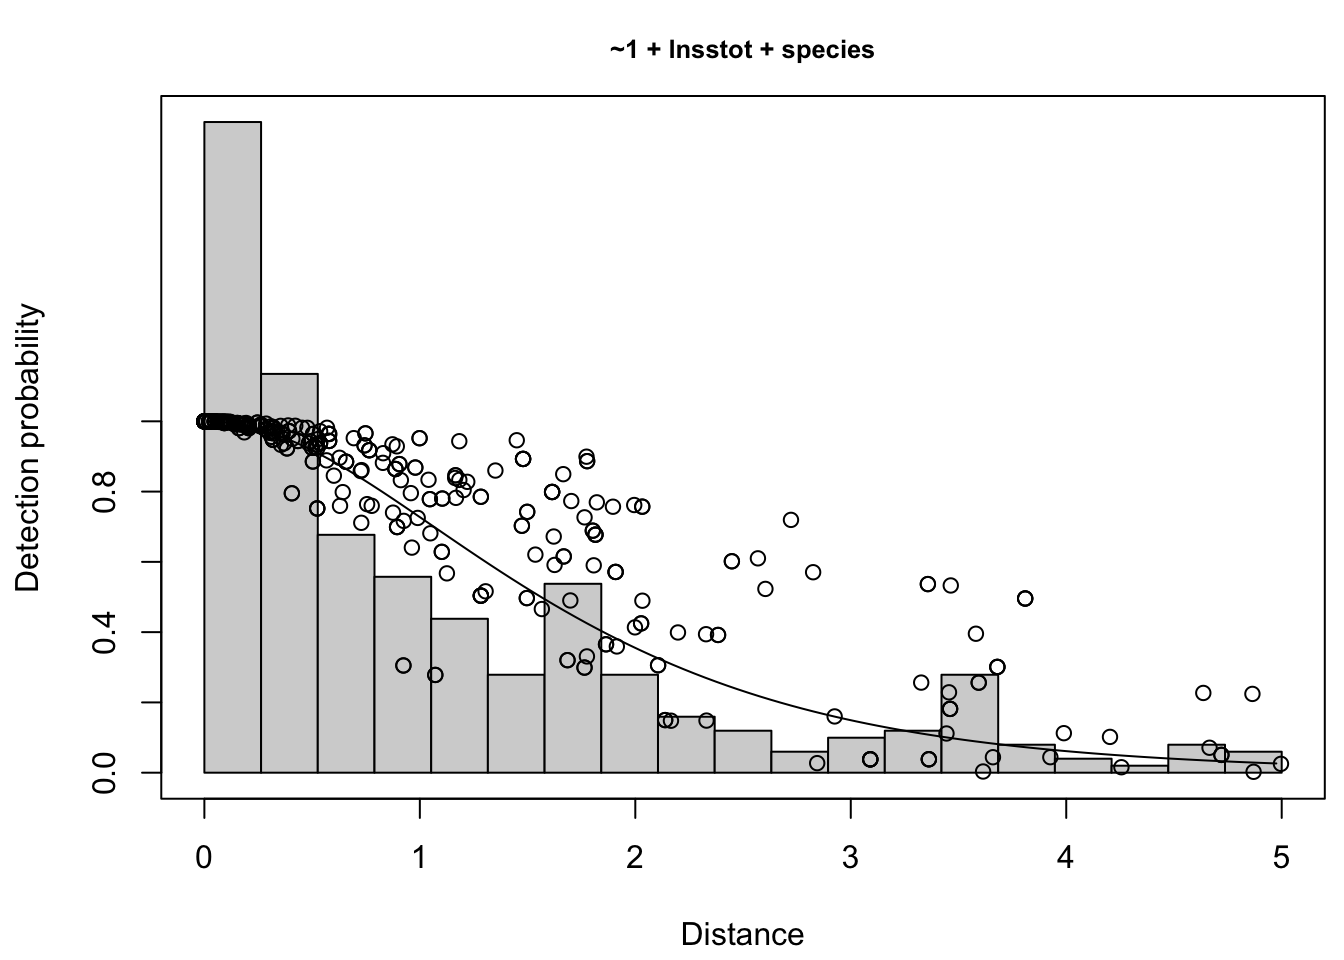 ~1 + lnsstot + species
Detection probability
0.8
0.4
0.0
0 1 2 3 4 5
Distance